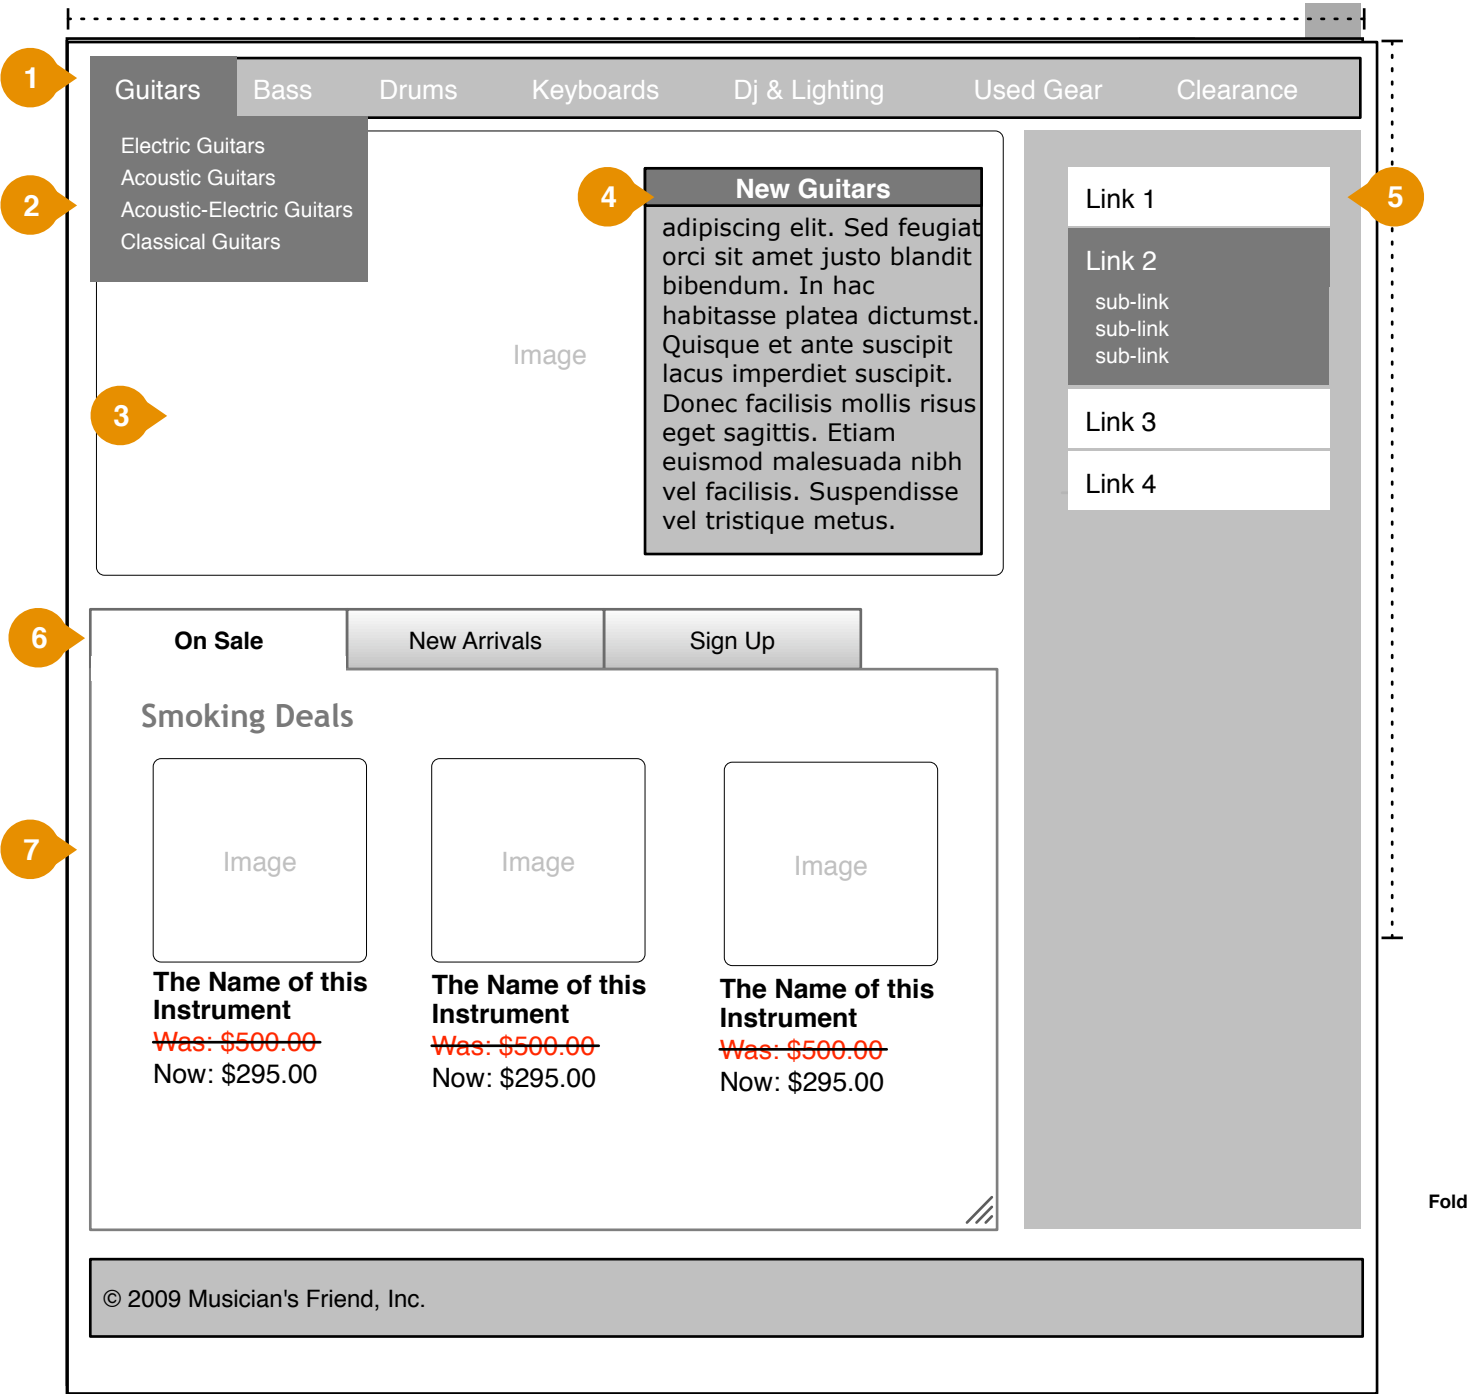 1
Guitars
Bass
Drums
Keyboards
Dj & Lighting
Used Gear
Clearance
2
Electric Guitars
Acoustic Guitars
Acoustic-Electric Guitars
Classical Guitars
3
Image
4
New Guitars
adipiscing elit. Sed feugiat
orci sit amet justo blandit
bibendum. In hac
habitasse platea dictumst.
Quisque et ante suscipit
lacus imperdiet suscipit.
Donec facilisis mollis risus
eget sagittis. Etiam
euismod malesuada nibh
vel facilisis. Suspendisse
vel tristique metus.
5
Link 1
Link 2
sub-link
sub-link
sub-link
Link 3
Link 4
6
On Sale
New Arrivals
Sign Up
Smoking Deals
7
Image
The Name of this
Instrument
Was: $500.00
Now: $295.00
Image
The Name of this
Instrument
Was: $500.00
Now: $295.00
Image
The Name of this
Instrument
Was: $500.00
Now: $295.00
Fold
© 2009 Musician's Friend, Inc.